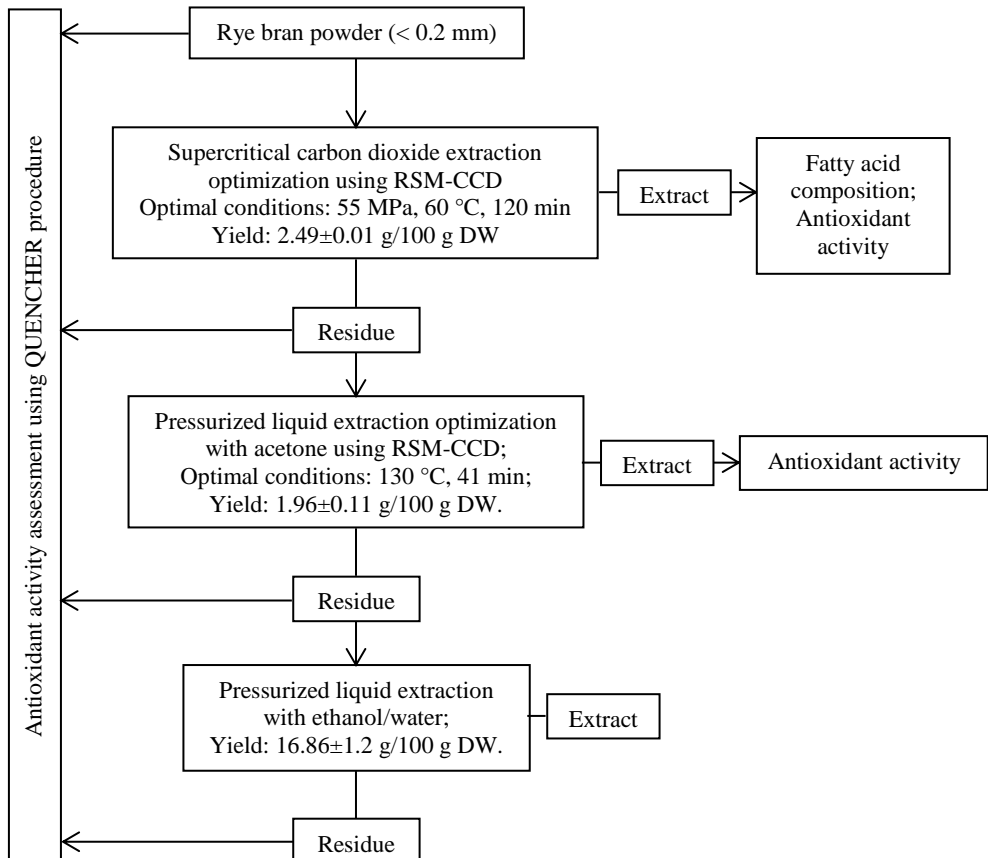 Antioxidant activity assessment using QUENCHER procedure
Rye bran powder (< 0.2 mm)
Supercritical carbon dioxide extraction
optimization using RSM-CCD
Optimal conditions: 55 MPa, 60 °C, 120 min
Yield: 2.49±0.01 g/100 g DW
Extract
Fatty acid
composition;
Antioxidant
activity
Residue
Pressurized liquid extraction optimization
with acetone using RSM-CCD;
Optimal conditions: 130 °C, 41 min;
Yield: 1.96±0.11 g/100 g DW.
Extract
Antioxidant activity
Residue
Pressurized liquid extraction
with ethanol/water;
Yield: 16.86±1.2 g/100 g DW.
Extract
Residue